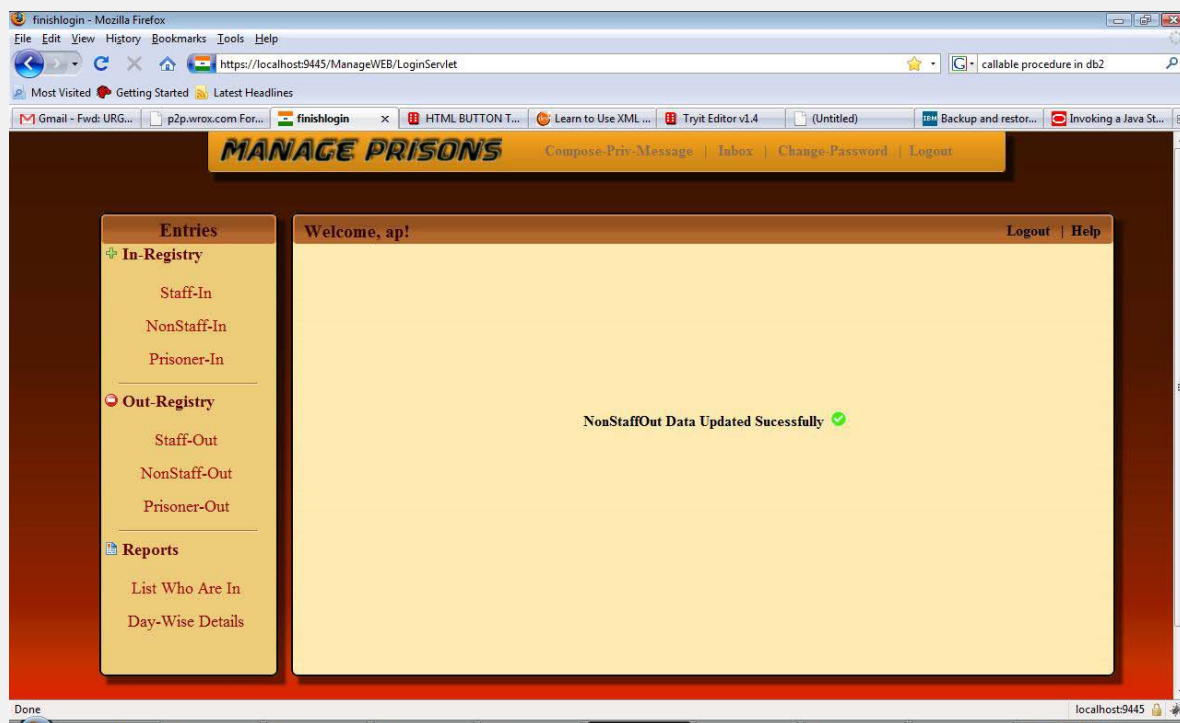 finishlogin - Mozilla Firefox
File Edit View History Bookmarks Tools Help
https://localhost:9445/ManageWEB/LoginServlet
G callable procedure in db2
Most Visited Getting Started Latest Headlines
Gmail - Fwd: URG... p2p.wrox.com For... finishlogin HTML BUTTON T... Learn to Use XML ... Tryit Editor v1.4 (Untitled) IBM Backup and restor... Invoking a Java St...
MANAGE PRISONS
Compose-Priv-Message | Inbox | Change-Password | Logout
Entries
In-Registry
Staff-In
NonStaff-In
Prisoner-In
Out-Registry
Staff-Out
NonStaff-Out
Prisoner-Out
Reports
List Who Are In
Day-Wise Details
Welcome, ap!
Logout | Help
NonStaffOut Data Updated Sucessfully
Done
localhost:9445